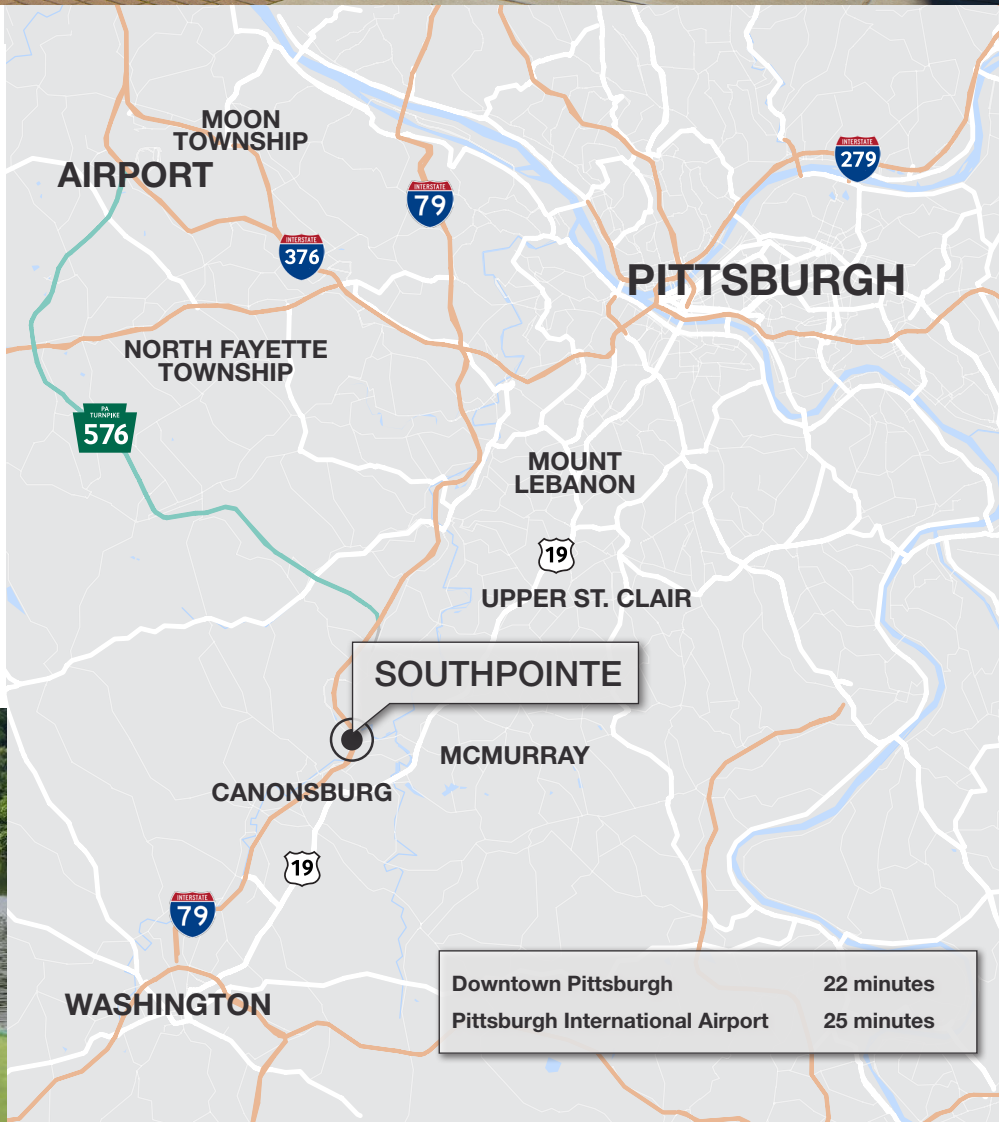 MOON
TOWNSHIP
AIRPORT
INTERSTATE
279
INTERSTATE
79
INTERSTATE
376
PITTSBURGH
NORTH FAYETTE
TOWNSHIP
PA
TURNPIKE
576
MOUNT
LEBANON
19
UPPER ST. CLAIR
SOUTHPOINTE
MCMURRAY
CANONSBURG
19
INTERSTATE
79
WASHINGTON
Downtown Pittsburgh 22 minutes
Pittsburgh International Airport 25 minutes